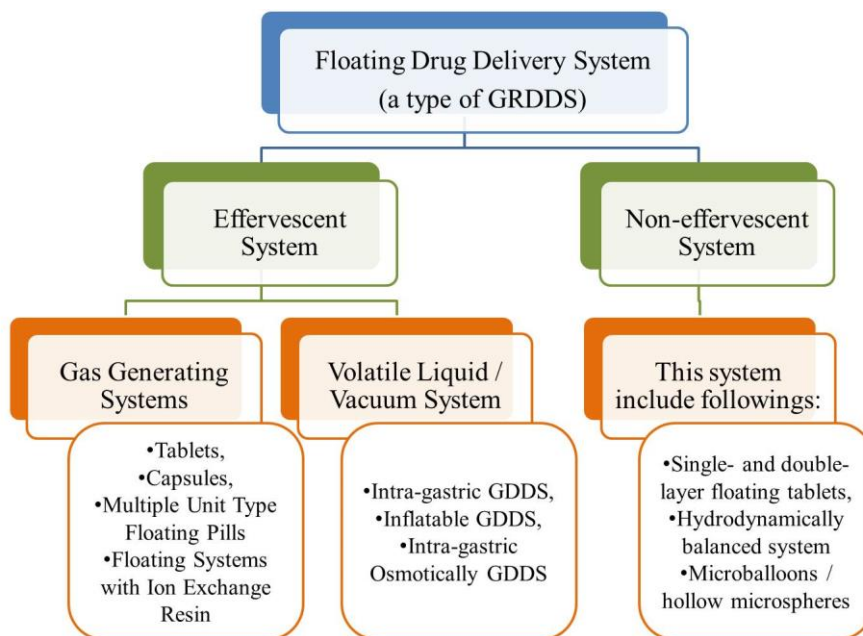 Floating Drug Delivery System
(a type of GRDDS)
Effervescent
System
Non-effervescent
System
Gas Generating
Systems
Volatile Liquid /
Vacuum System
This system
include followings:
•Tablets,
•Capsules,
•Multiple Unit Type
Floating Pills
•Floating Systems
with Ion Exchange
Resin
•Intra-gastric GDDS,
•Inflatable GDDS,
•Intra-gastric
Osmotically GDDS
•Single- and double-
layer floating tablets,
•Hydrodynamically
balanced system
•Microballoons /
hollow microspheres